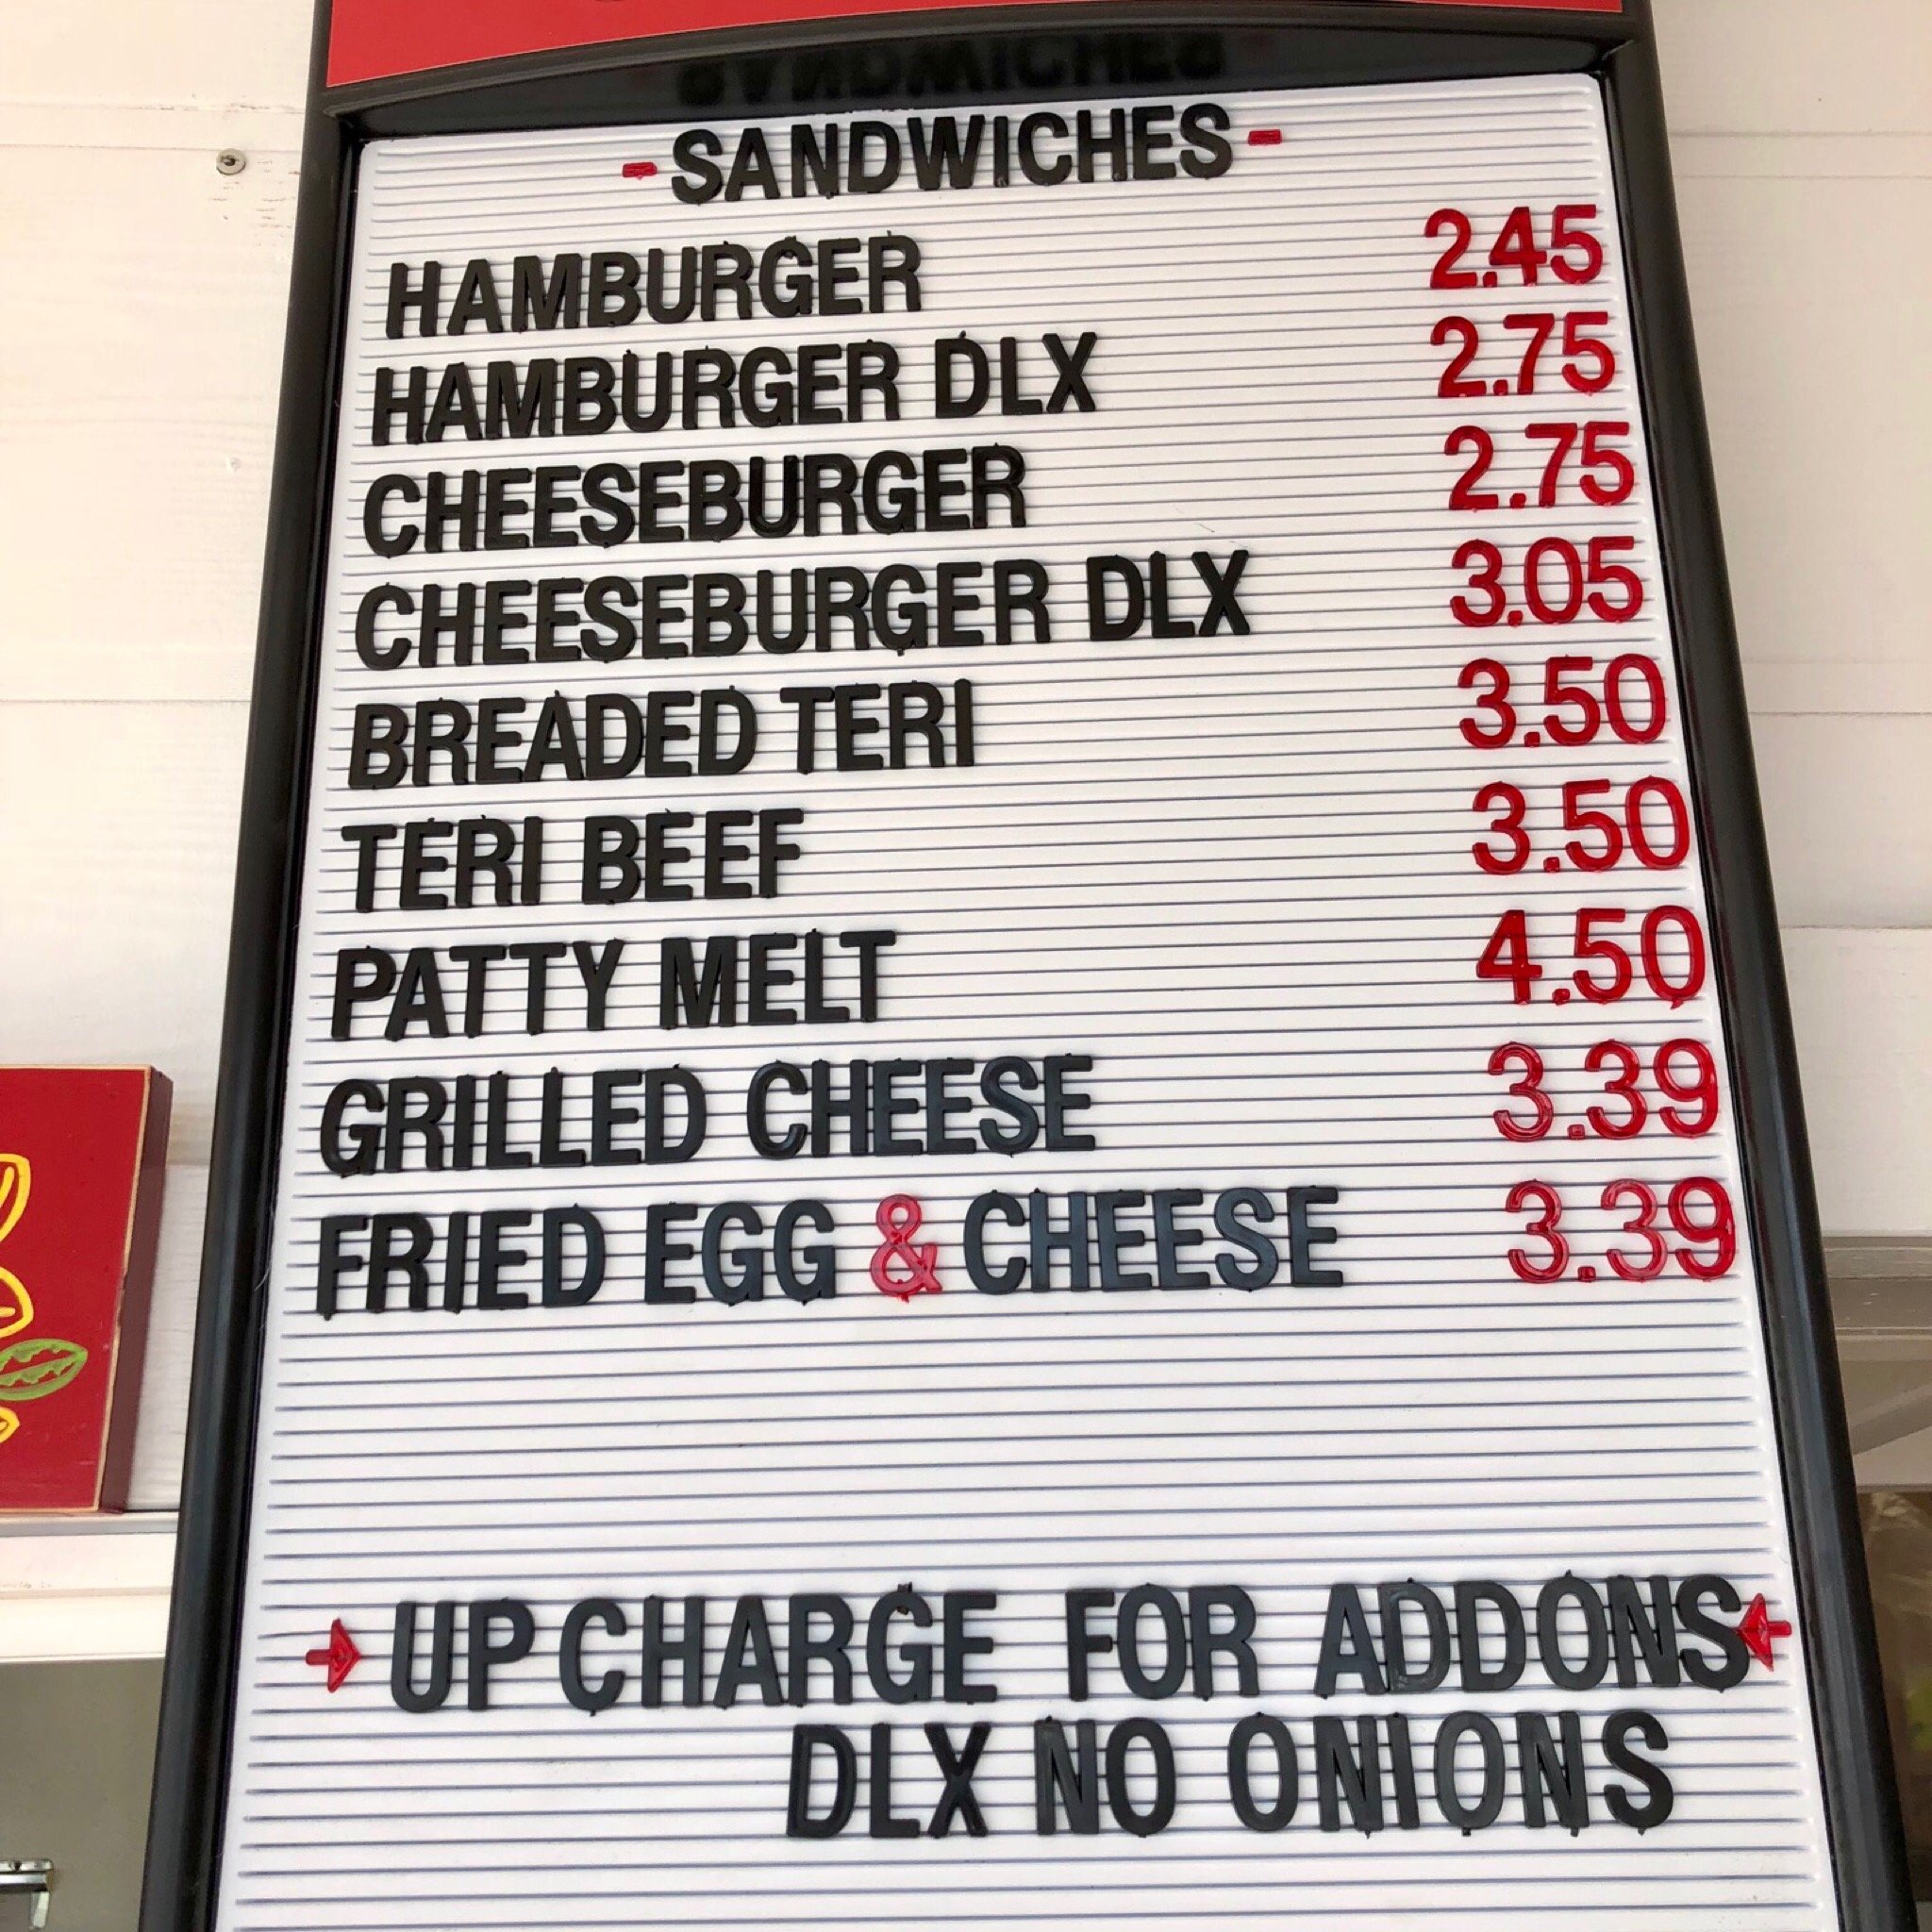 -SANDWICHES-
HAMBURGER 2.45
HAMBURGER DLX 2.75
CHEESEBURGER 2.75
CHEESEBURGER DLX 3.05
BREADED TERI 3.50
TERI BEEF 3.50
PATTY MELT 4.50
GRILLED CHEESE 3.39
FRIED EGG & CHEESE 3.39
UP CHARGE FOR ADDONS
DLX NO ONIONS